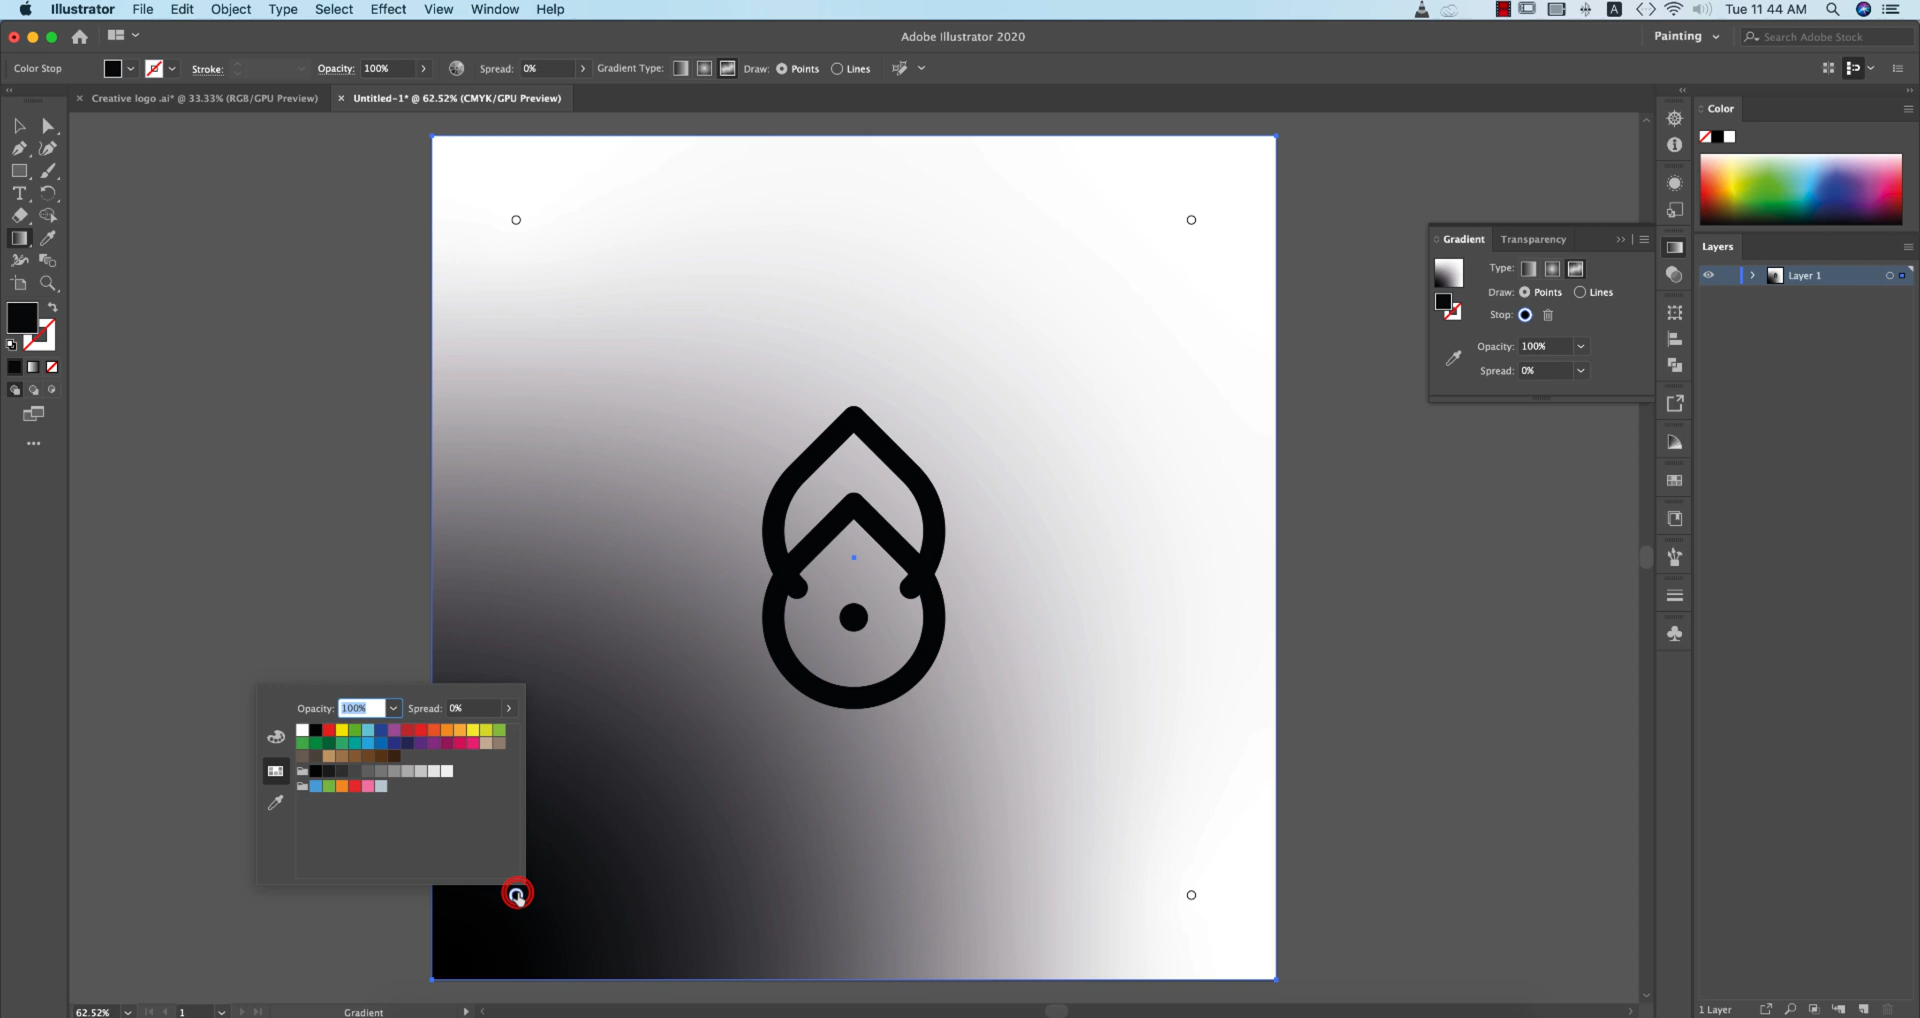 Illustrator File Edit Object Type Select Effect View Window Help
A Tue 11 44 AM
Adobe Illustrator 2020
Painting
Search Adobe Stock
Color Stop
Stroke:
Opacity: 100%
Spread: 0%
Gradient Type:
Draw: Points Lines
× Creative logo .ai* @ 33.33% (RGB/GPU Preview)
× Untitled-1* @ 62.52% (CMYK/GPU Preview)
Color
Gradient Transparency
Type:
Draw: Points Lines
Stop:
Opacity: 100%
Spread: 0%
Layers
Layer 1
Opacity: 100% Spread: 0%
62.52% 1 Gradient
1 Layer